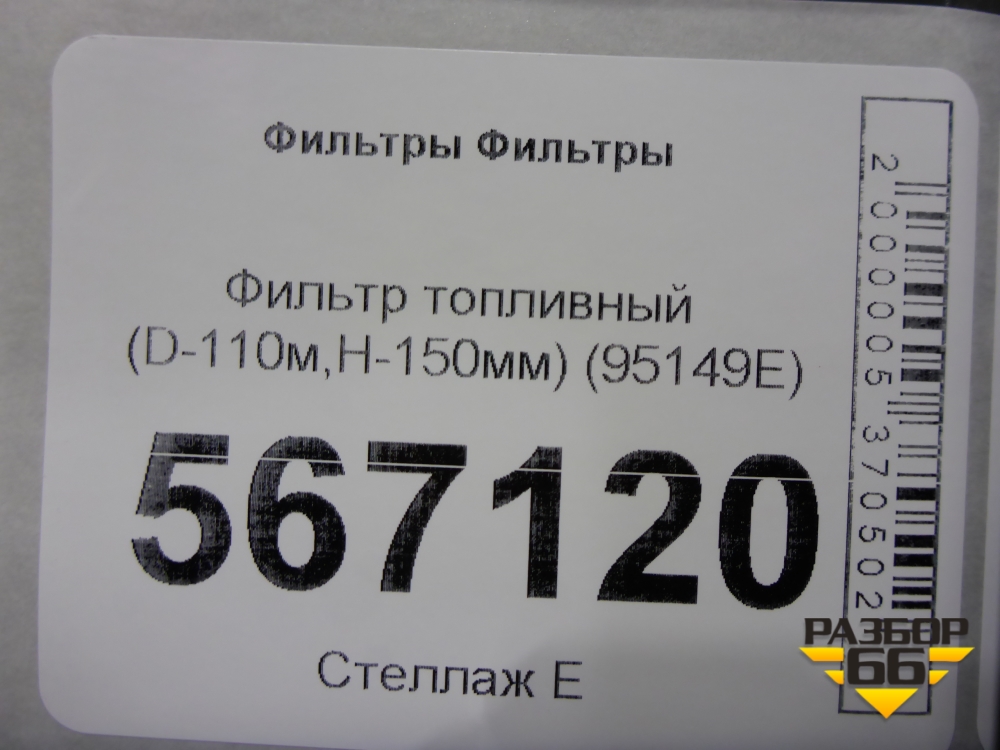 Фильтры Фильтры
Фильтр топливный
(D-110м,H-150мм) (95149E)
567120
Стеллаж Е
2000005370502
РАЗБОР
66